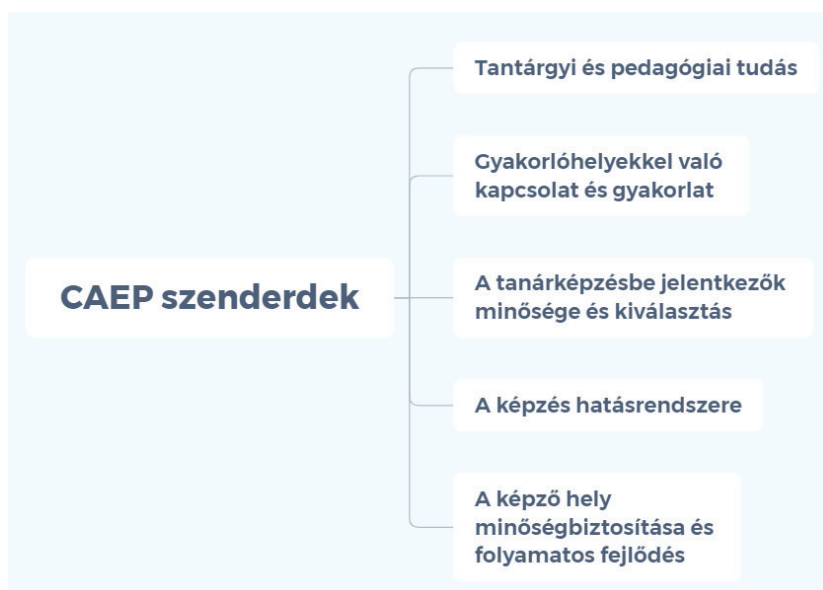 Tantárgyi és pedagógiai tudás
Gyakorlóhelyekkel való
kapcsolat és gyakorlat
CAEP szenderdek
A tanárképzésbe jelentkezők
minősége és kiválasztás
A képzés hatásrendszere
A képző hely
minőségbiztosítása és
folyamatos fejlődés